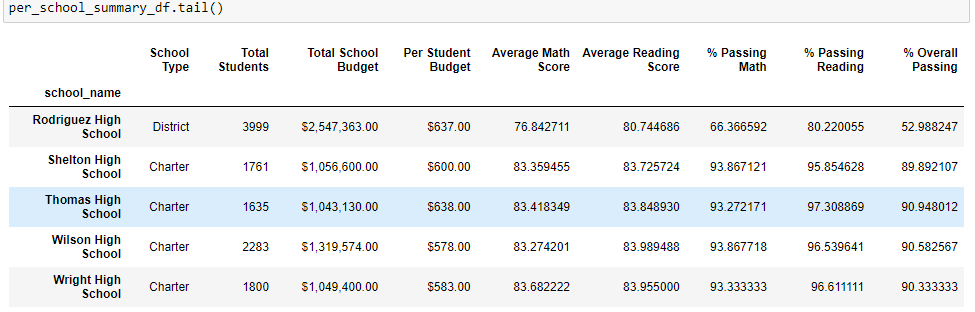 per_school_summary_df.tail()
School Type Total Students Total School Budget Per Student Budget Average Math Score Average Reading Score % Passing Math % Passing Reading % Overall Passing
school_name
Rodriguez High School District 3999 $2,547,363.00 $637.00 76.842711 80.744686 66.366592 80.220055 52.988247
Shelton High School Charter 1761 $1,056,600.00 $600.00 83.359455 83.725724 93.867121 95.854628 89.892107
Thomas High School Charter 1635 $1,043,130.00 $638.00 83.418349 83.848930 93.272171 97.308869 90.948012
Wilson High School Charter 2283 $1,319,574.00 $578.00 83.274201 83.989488 93.867718 96.539641 90.582567
Wright High School Charter 1800 $1,049,400.00 $583.00 83.682222 83.955000 93.333333 96.611111 90.333333